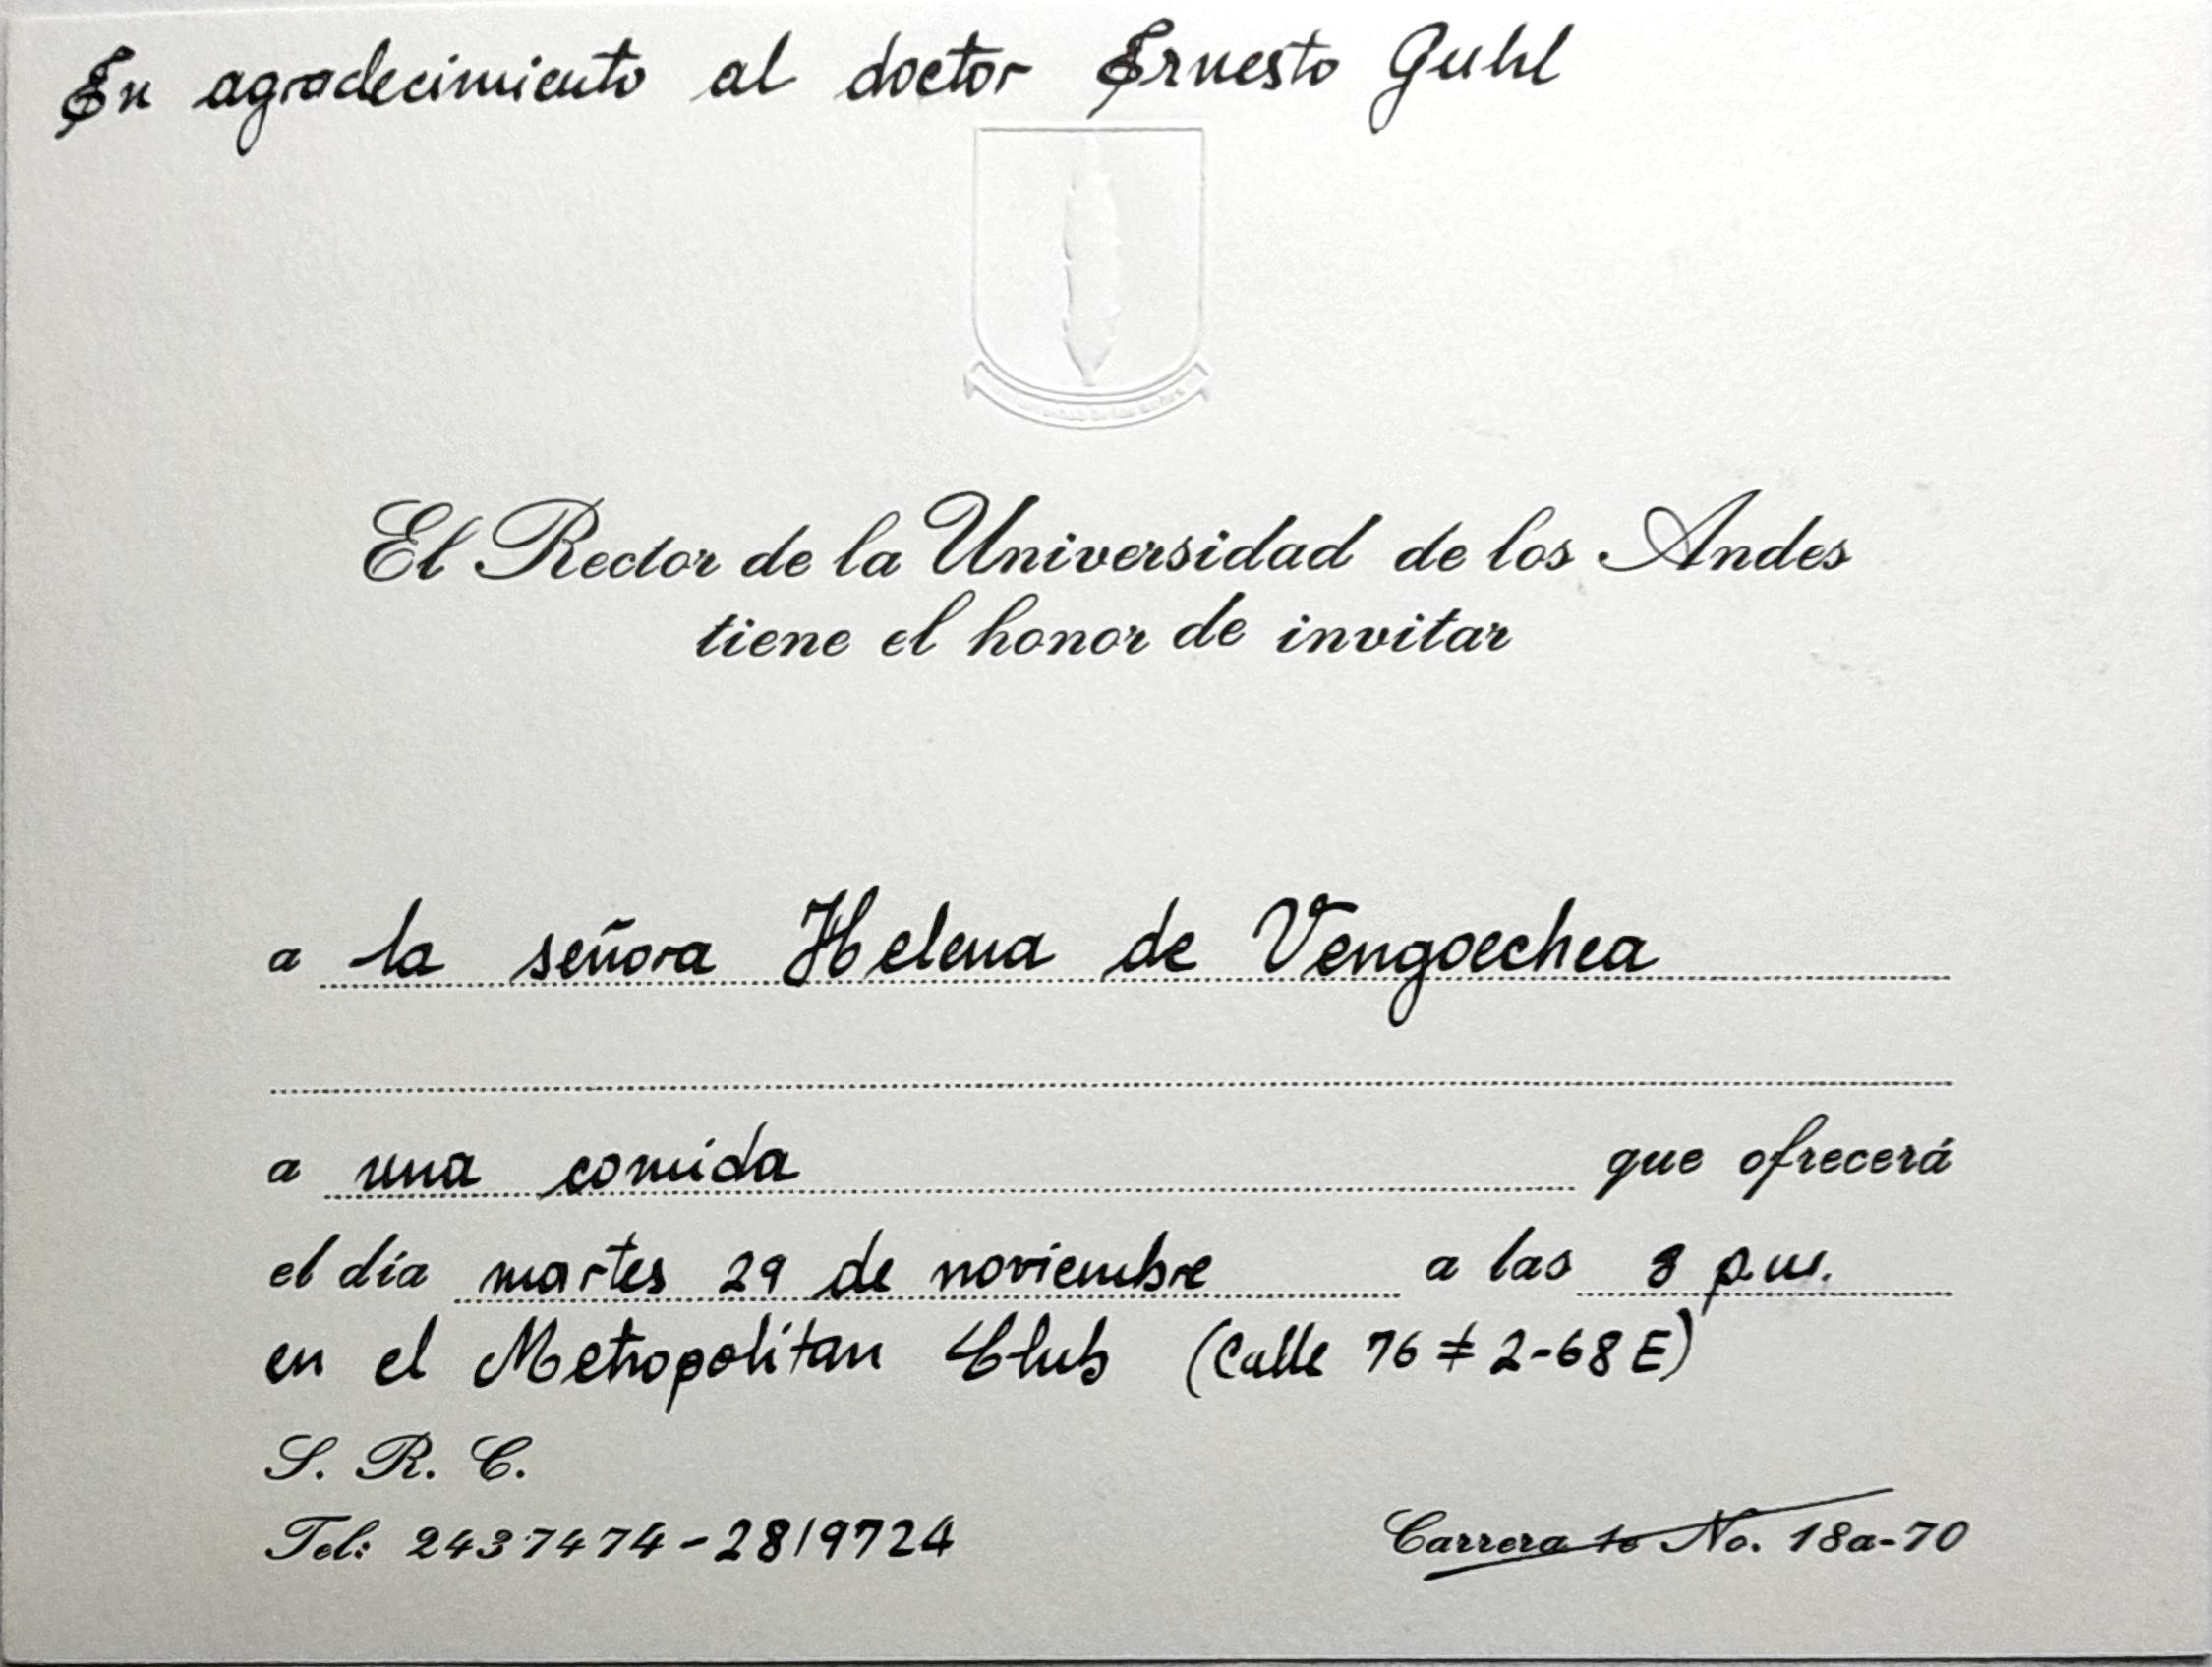 En agradecimiento al doctor Ernesto Guhl
El Rector de la Universidad de los Andes
tiene el honor de invitar
a la señora Helena de Vengoechea
a una comida que ofrecerá
el día martes 29 de noviembre a las 8 p.m.
en el Metropolitan Club (Calle 76 # 2-68 E)
S. R. C.
Tel: 2437474-2819724 Carrera 1e No. 18a-70